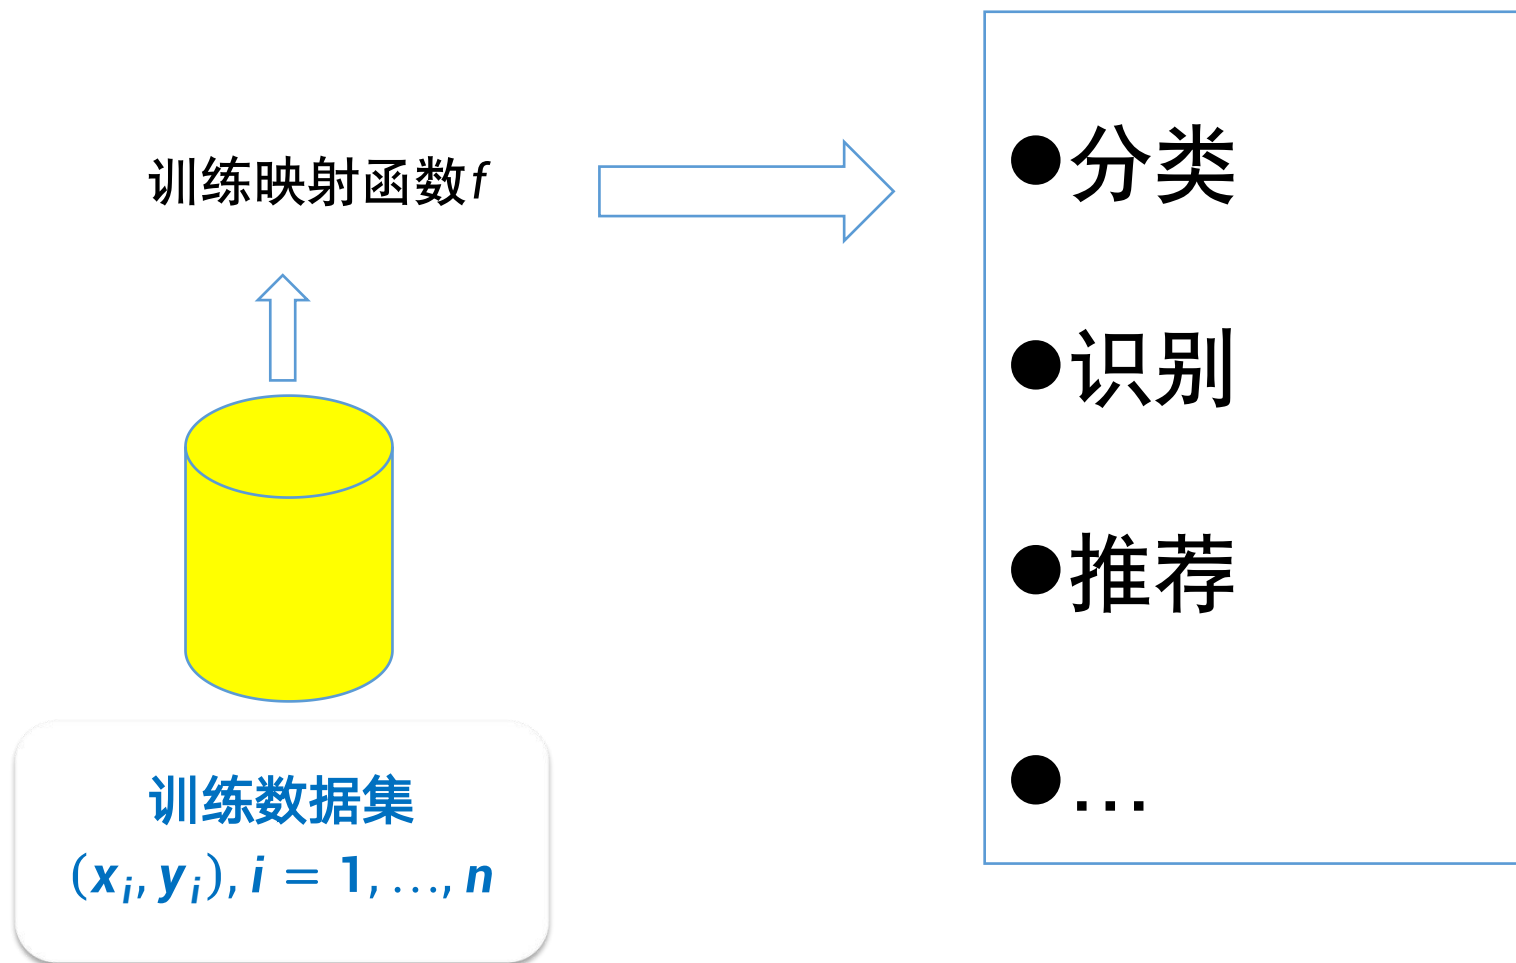 训练映射函数f
训练数据集
(xᵢ, yᵢ), i = 1, …, n
●分类
●识别
●推荐
●…